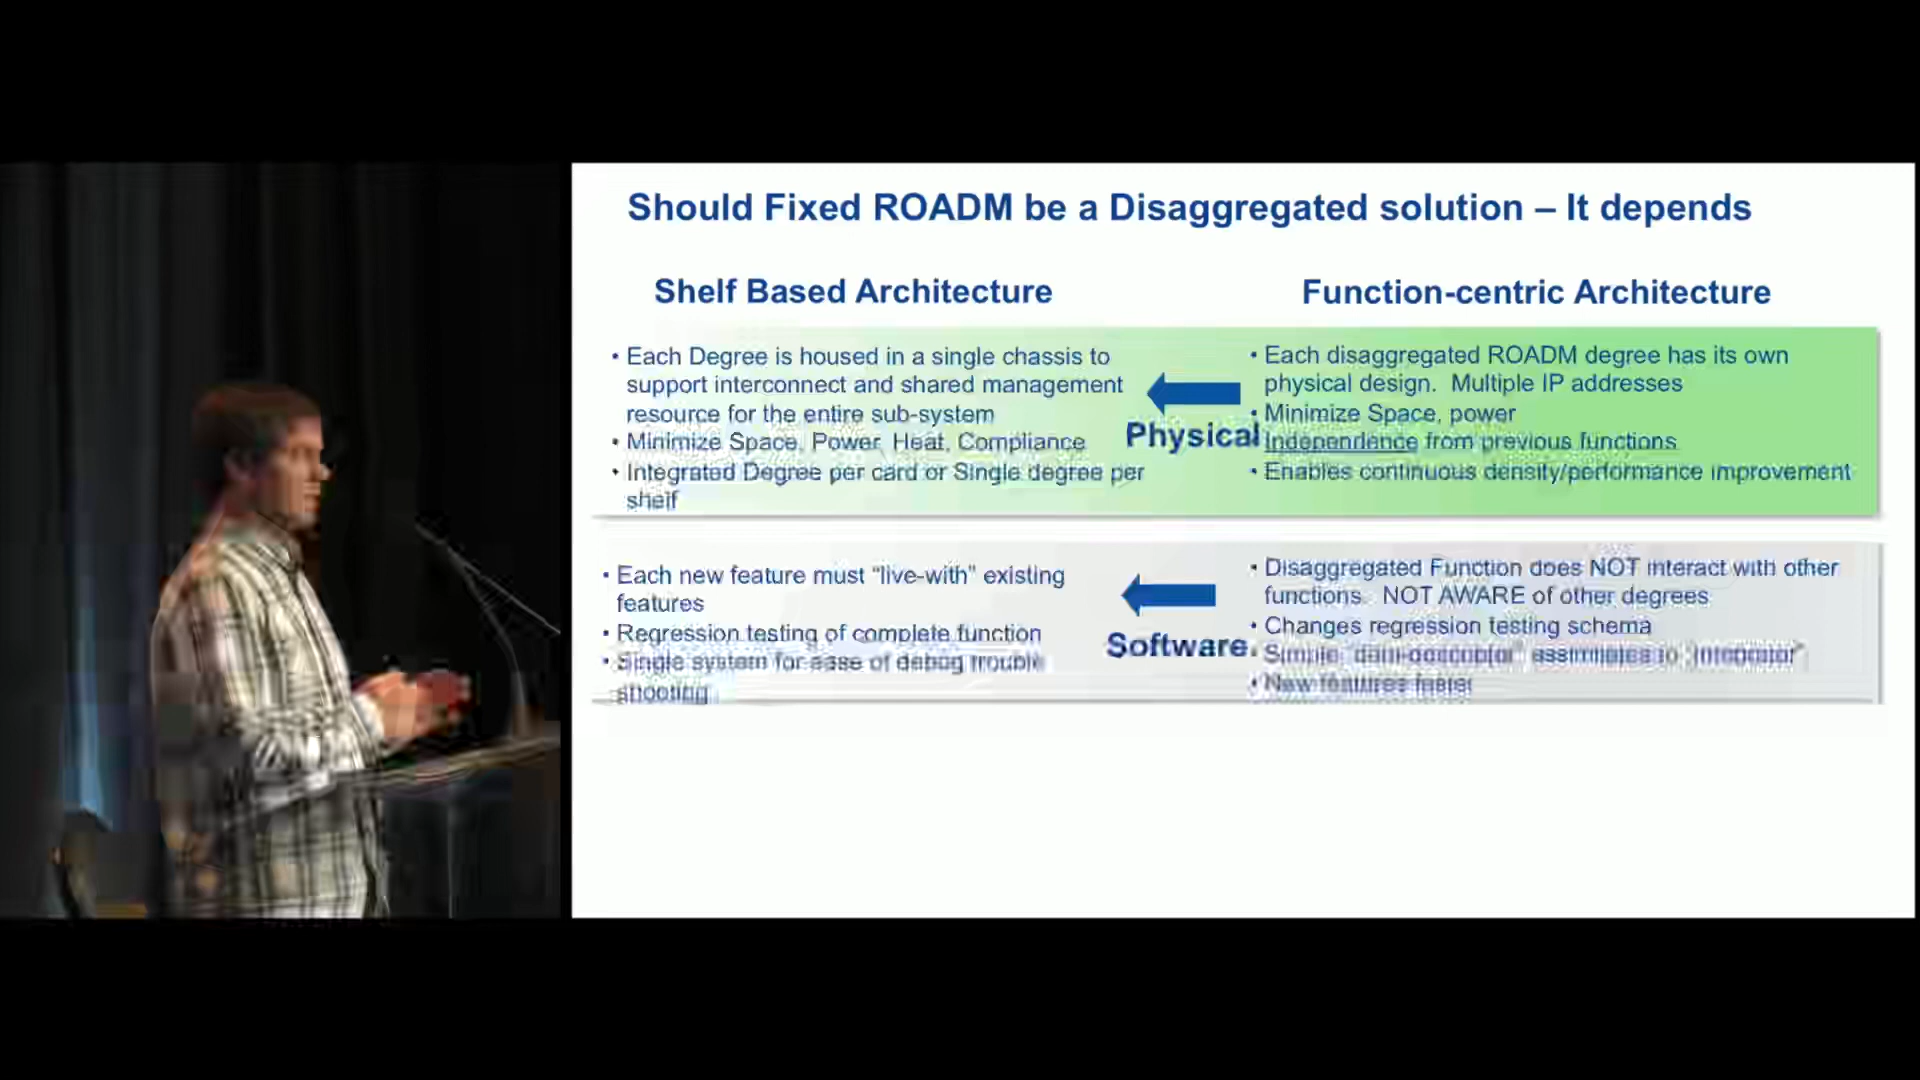 Should Fixed ROADM be a Disaggregated solution – It depends
Shelf Based Architecture
Function-centric Architecture
• Each Degree is housed in a single chassis to
support interconnect and shared management
resource for the entire sub-system
• Minimize Space, Power, Heat, Compliance
• Integrated Degree per card or Single degree per
shelf
Physical
• Each disaggregated ROADM degree has its own
physical design.  Multiple IP addresses
• Minimize Space, power
Independence from previous functions
• Enables continuous density/performance improvement
• Each new feature must “live-with” existing
features
• Regression testing of complete function
• Single system for ease of debug trouble
shooting
Software
• Disaggregated Function does NOT interact with other
functions.  NOT AWARE of other degrees
• Changes regression testing schema
• Simple
• New features faster